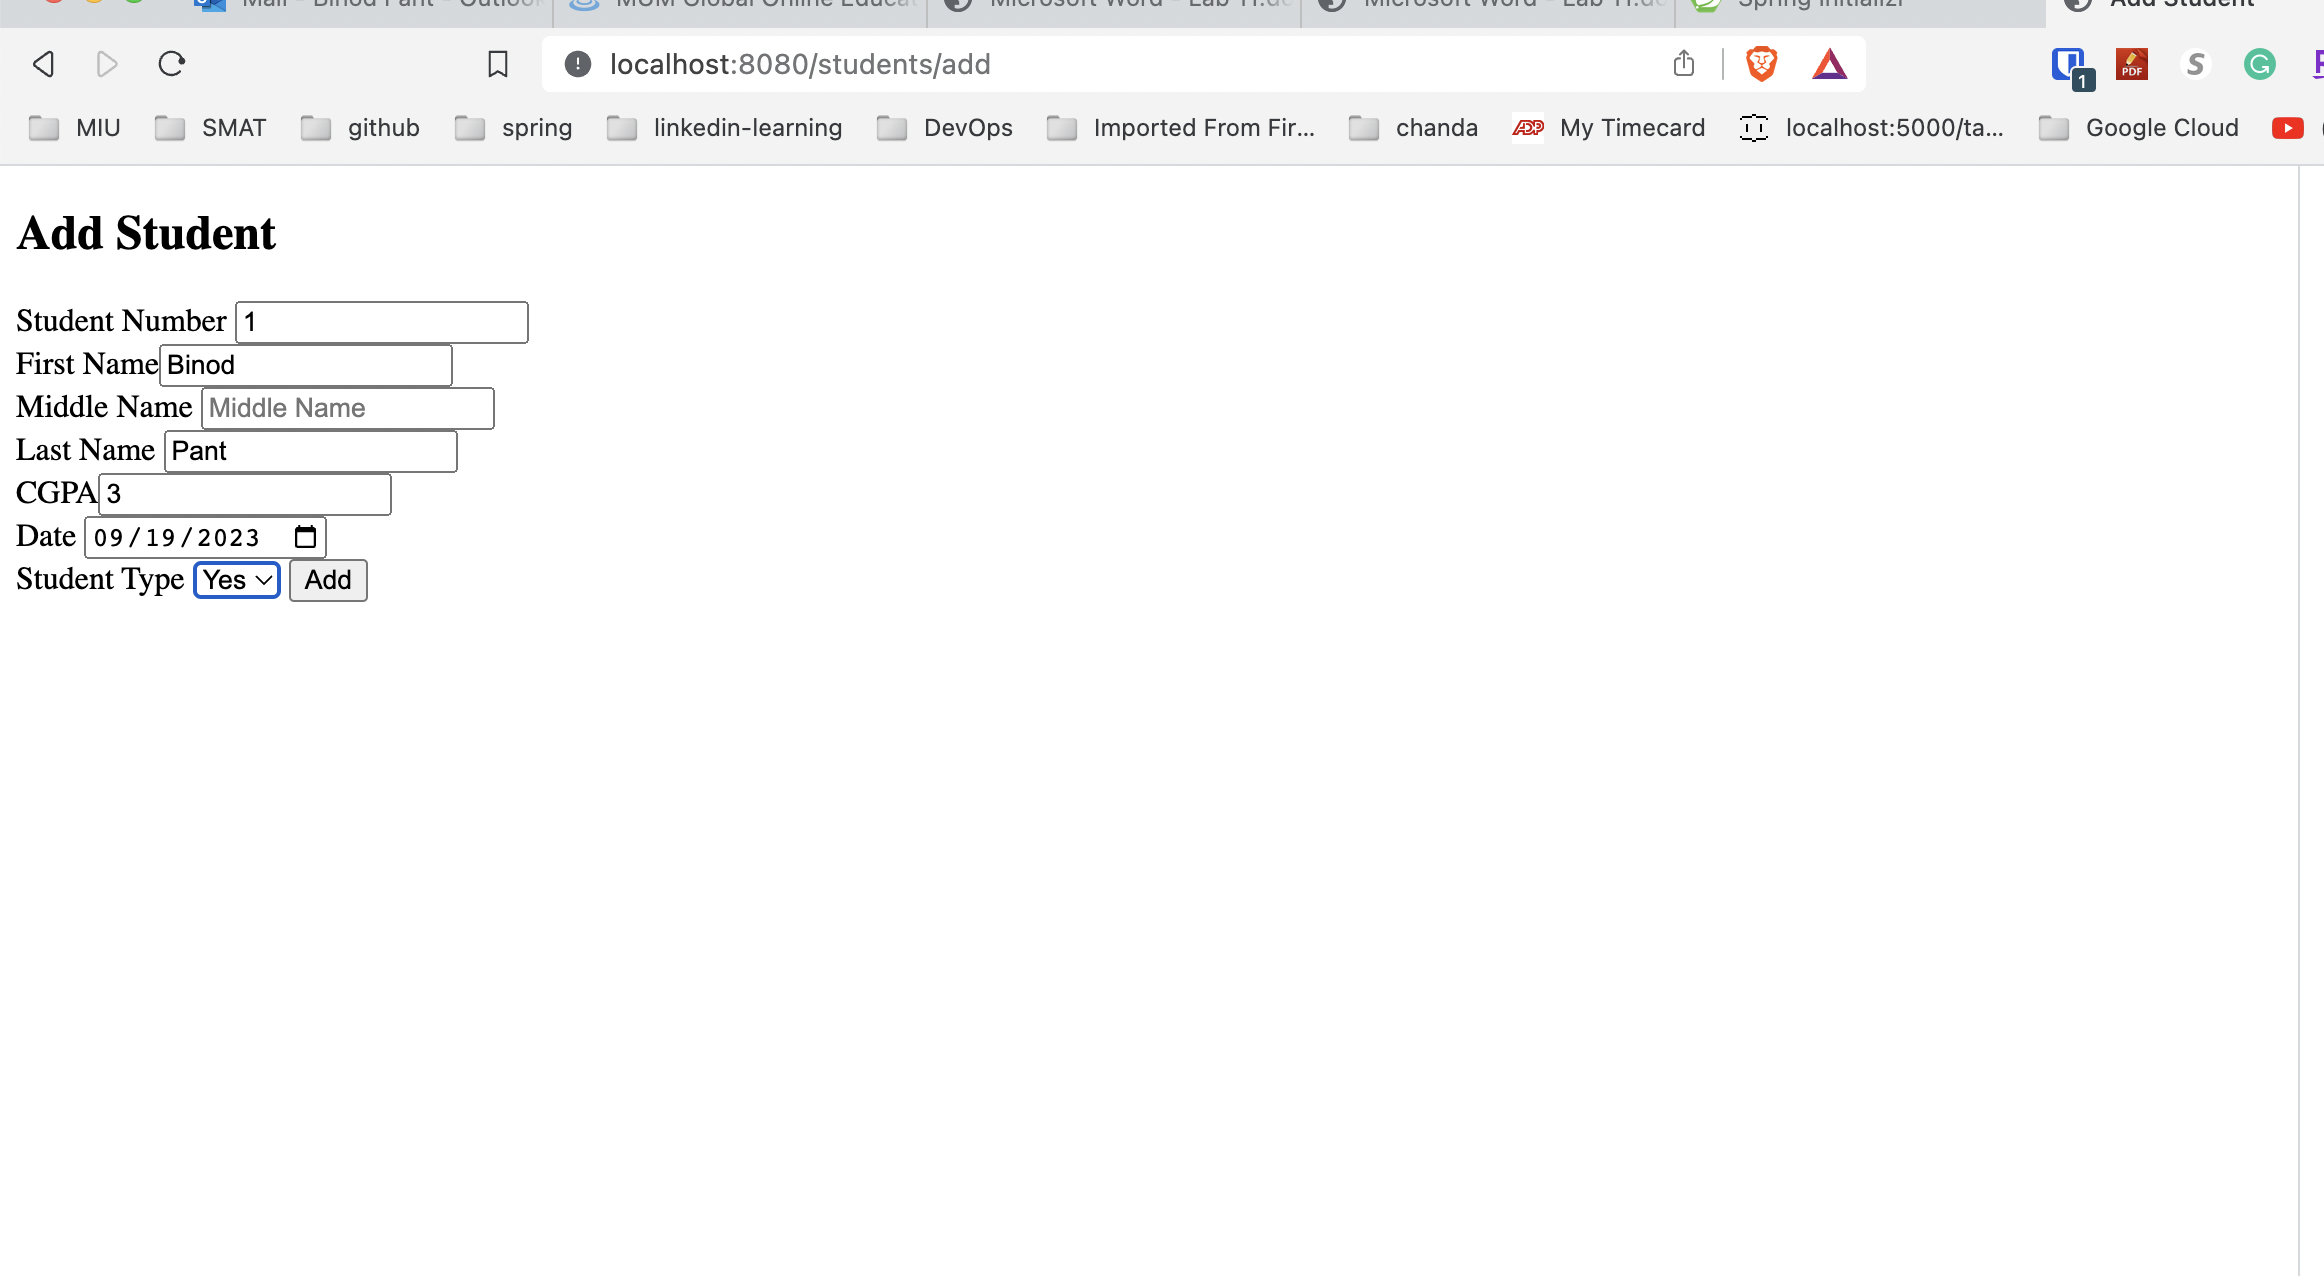 Mail - Binod Pant - Outlook
MUM Global Online Educat
Microsoft Word - Lab 11.do
Microsoft Word - Lab 11.do
Spring Initializr
Add Student
localhost:8080/students/add
1
PDF
MIU
SMAT
github
spring
linkedin-learning
DevOps
Imported From Fir...
chanda
ADP
My Timecard
localhost:5000/ta...
Google Cloud
Add Student
Student Number 1
First Name Binod
Middle Name Middle Name
Last Name Pant
CGPA 3
Date 09/19/2023
Student Type Yes Add